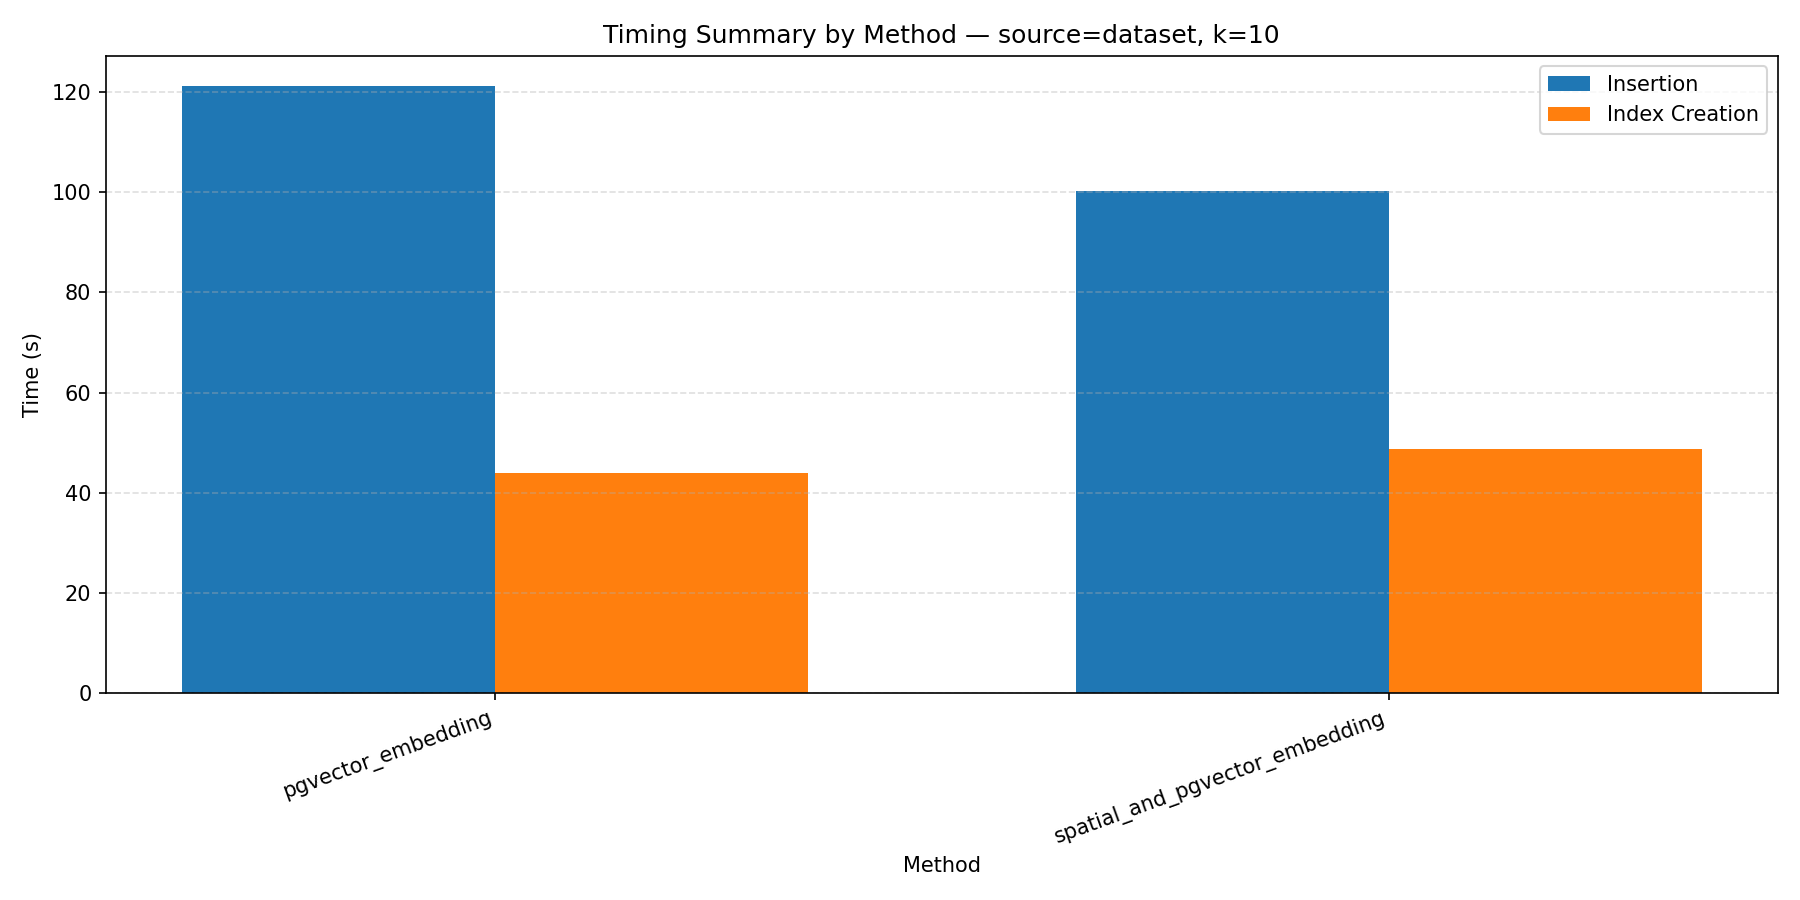 Timing Summary by Method — source=dataset, k=10
Insertion
Index Creation
120
100
80
60
40
20
0
Time (s)
pgvector_embedding
spatial_and_pgvector_embedding
Method